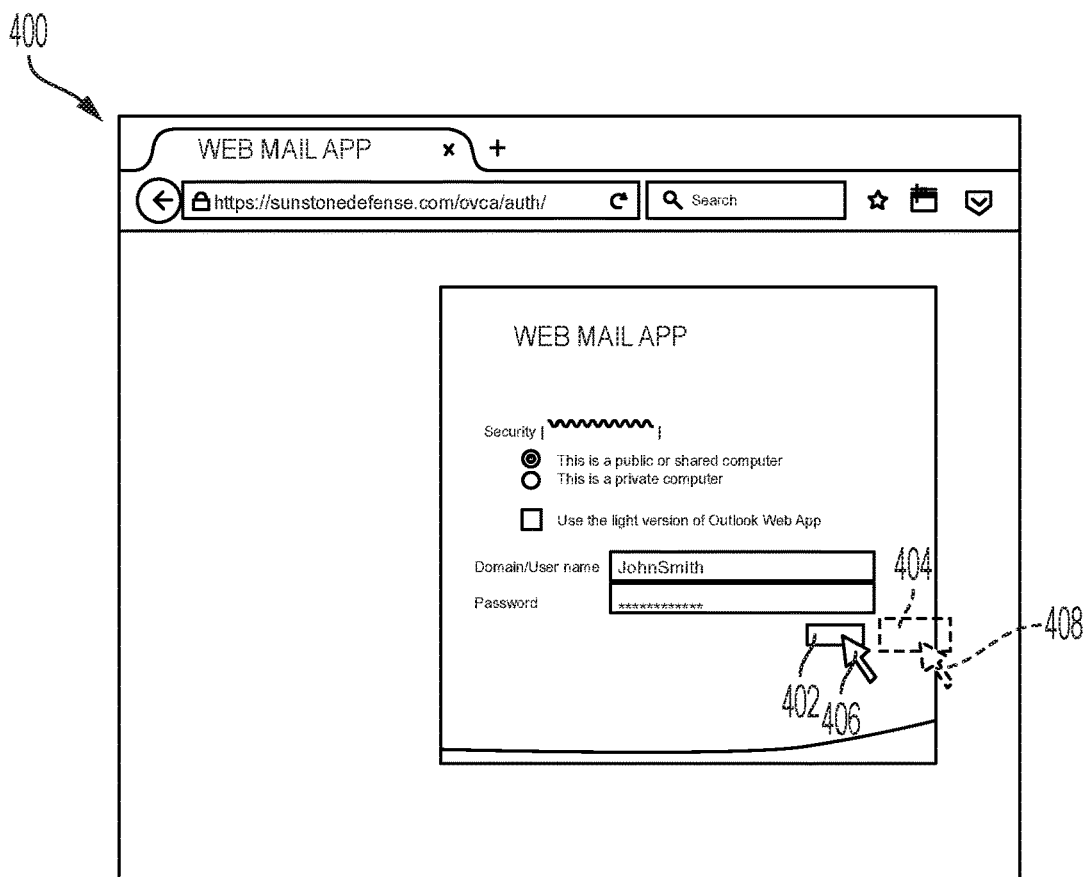 400
WEB MAIL APP x +
https://sunstonedefense.com/ovca/auth/ Search
WEB MAIL APP
Security | |
This is a public or shared computer
This is a private computer
Use the light version of Outlook Web App
Domain/User name JohnSmith
404
Password ************
408
402 406